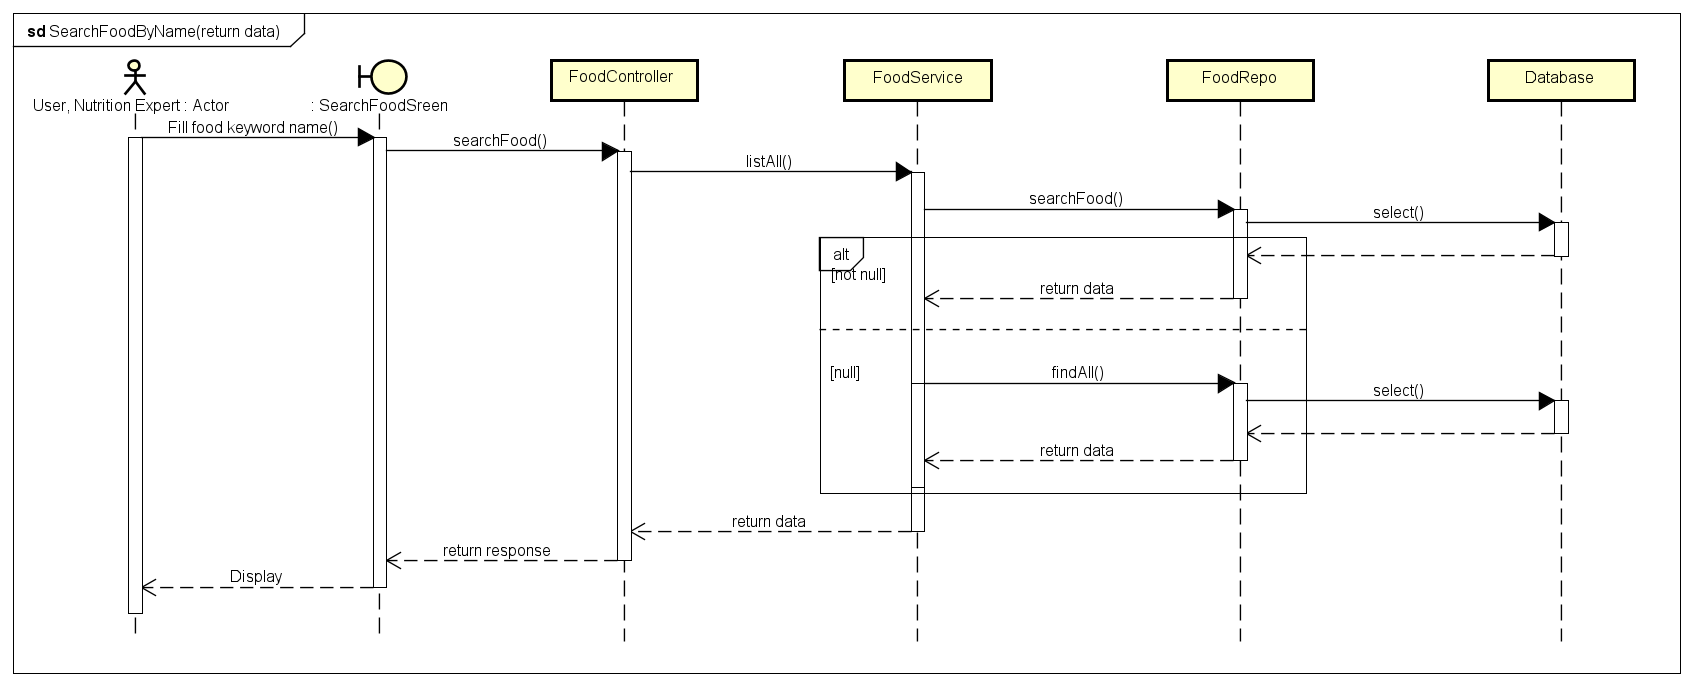 sd SearchFoodByName(return data)
User, Nutrition Expert : Actor
: SearchFoodSreen
FoodController
FoodService
FoodRepo
Database
Fill food keyword name()
searchFood()
listAll()
searchFood()
select()
alt
[not null]
return data
[null]
findAll()
select()
return data
return data
return response
Display